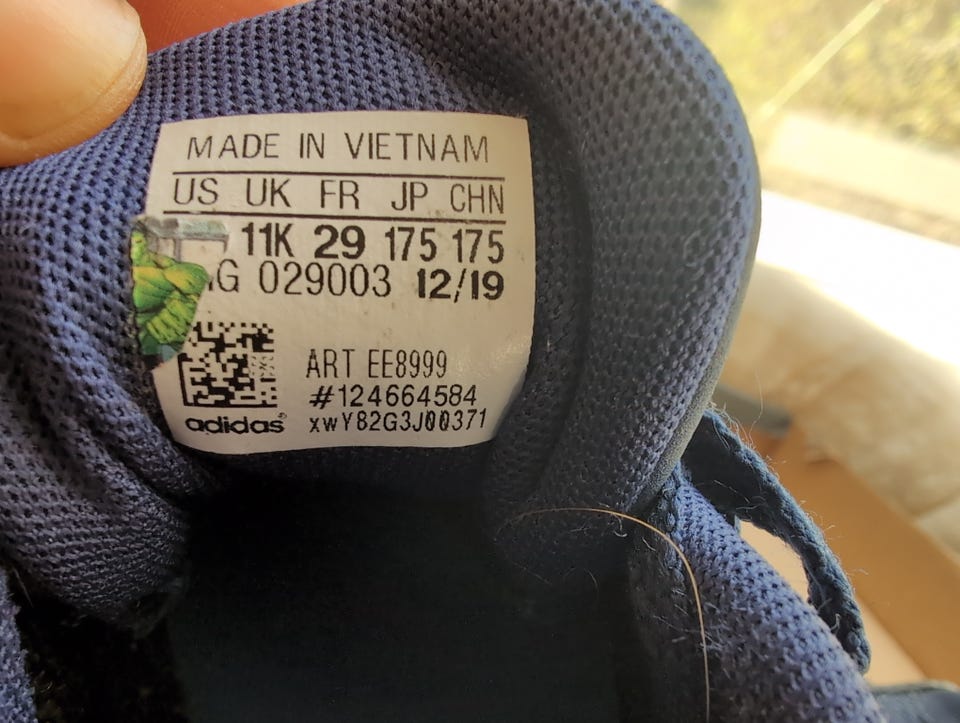 MADE IN VIETNAM
US UK FR JP CHN
11K 29 175 175
029003 12/19
ART EE8999
#124664584
adidas®
xwY82G3J00371